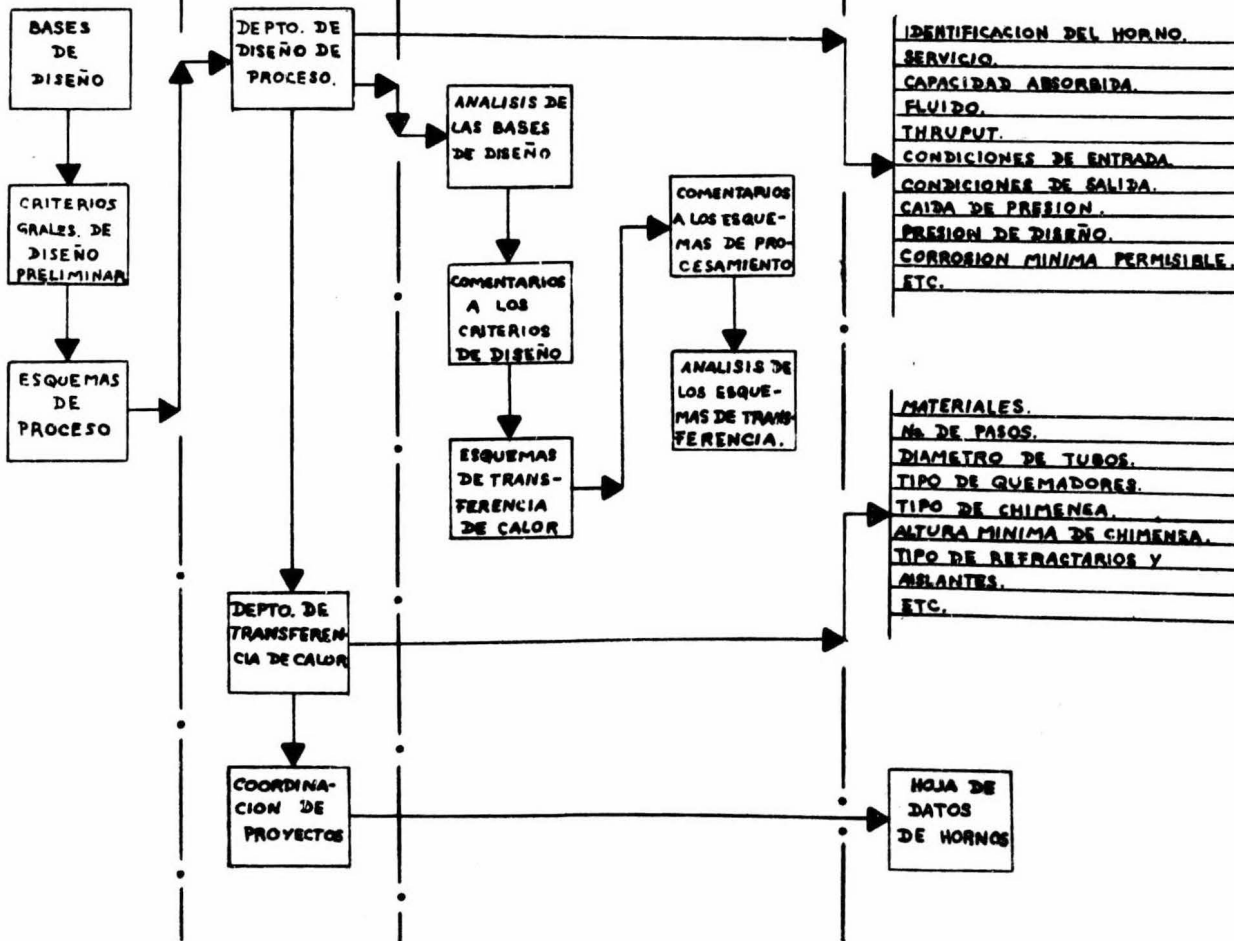 BASES
DE
DISEÑO
CRITERIOS
GRALES. DE
DISEÑO
PRELIMINAR
ESQUEMAS
DE
PROCESO
DEPTO. DE
DISEÑO DE
PROCESO.
DEPTO. DE
TRANSFEREN-
CIA DE CALOR
COORDINA-
CION DE
PROYECTOS
ANALISIS DE
LAS BASES
DE DISEÑO
COMENTARIOS
A LOS
CRITERIOS
DE DISEÑO
ESQUEMAS
DE TRANS-
FERENCIA
DE CALOR
COMENTARIOS
A LOS ESQUE-
MAS DE PRO-
CESAMIENTO
ANALISIS DE
LOS ESQUE-
MAS DE TRANS-
FERENCIA.
IDENTIFICACION DEL HORNO.
SERVICIO.
CAPACIDAD ABSORBIDA.
FLUIDO.
THRUPUT.
CONDICIONES DE ENTRADA.
CONDICIONES DE SALIDA.
CAIDA DE PRESION.
PRESION DE DISEÑO.
CORROSION MINIMA PERMISIBLE.
ETC.
MATERIALES.
No. DE PASOS.
DIAMETRO DE TUBOS.
TIPO DE QUEMADORES.
TIPO DE CHIMENEA.
ALTURA MINIMA DE CHIMENEA.
TIPO DE REFRACTARIOS Y
AISLANTES.
ETC.
HOJA DE
DATOS
DE HORNOS